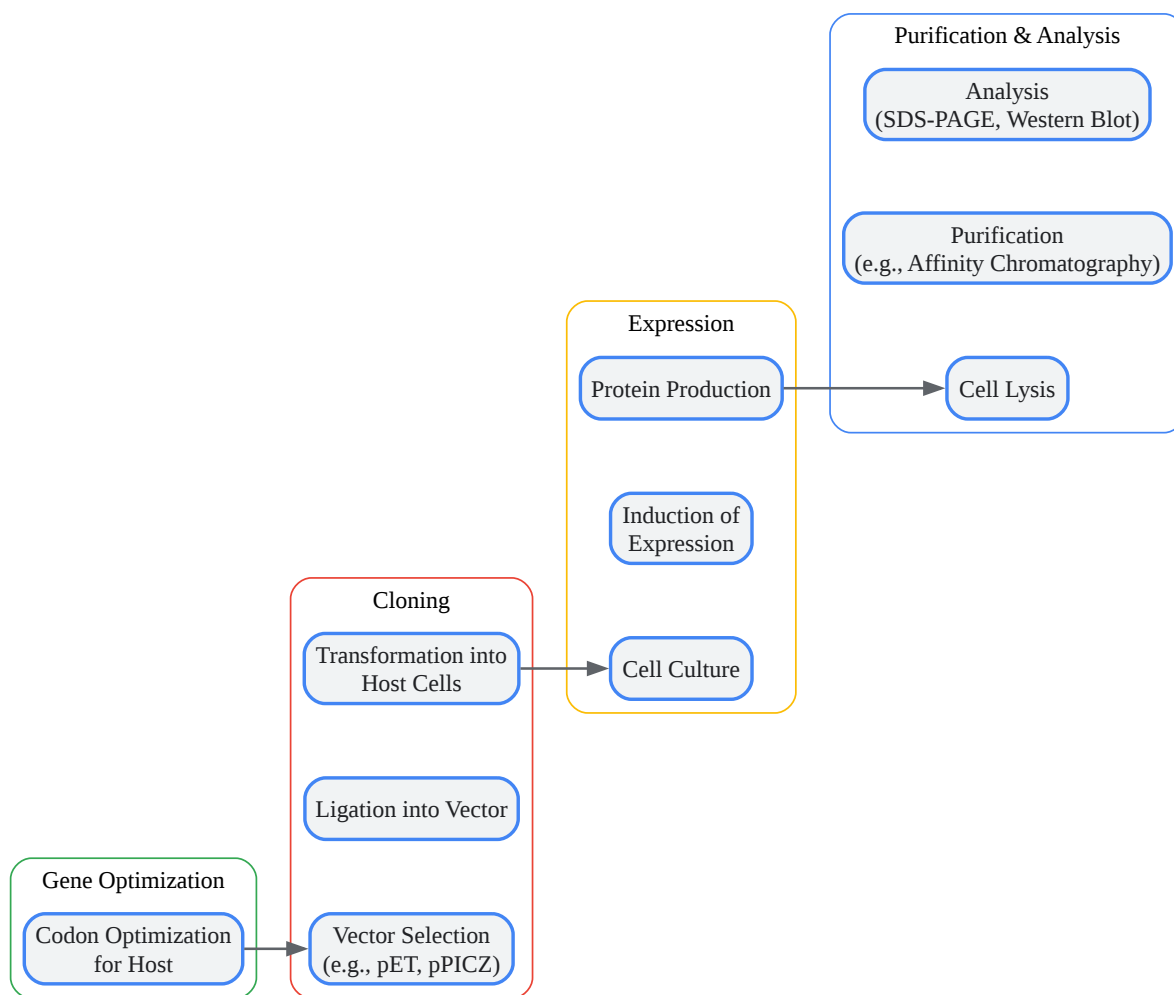 Purification & Analysis
Analysis
(SDS-PAGE, Western Blot)
Purification
(e.g., Affinity Chromatography)
Expression
Protein Production
Cell Lysis
Induction of
Expression
Cloning
Transformation into
Host Cells
Cell Culture
Ligation into Vector
Gene Optimization
Codon Optimization
for Host
Vector Selection
(e.g., pET, pPICZ)